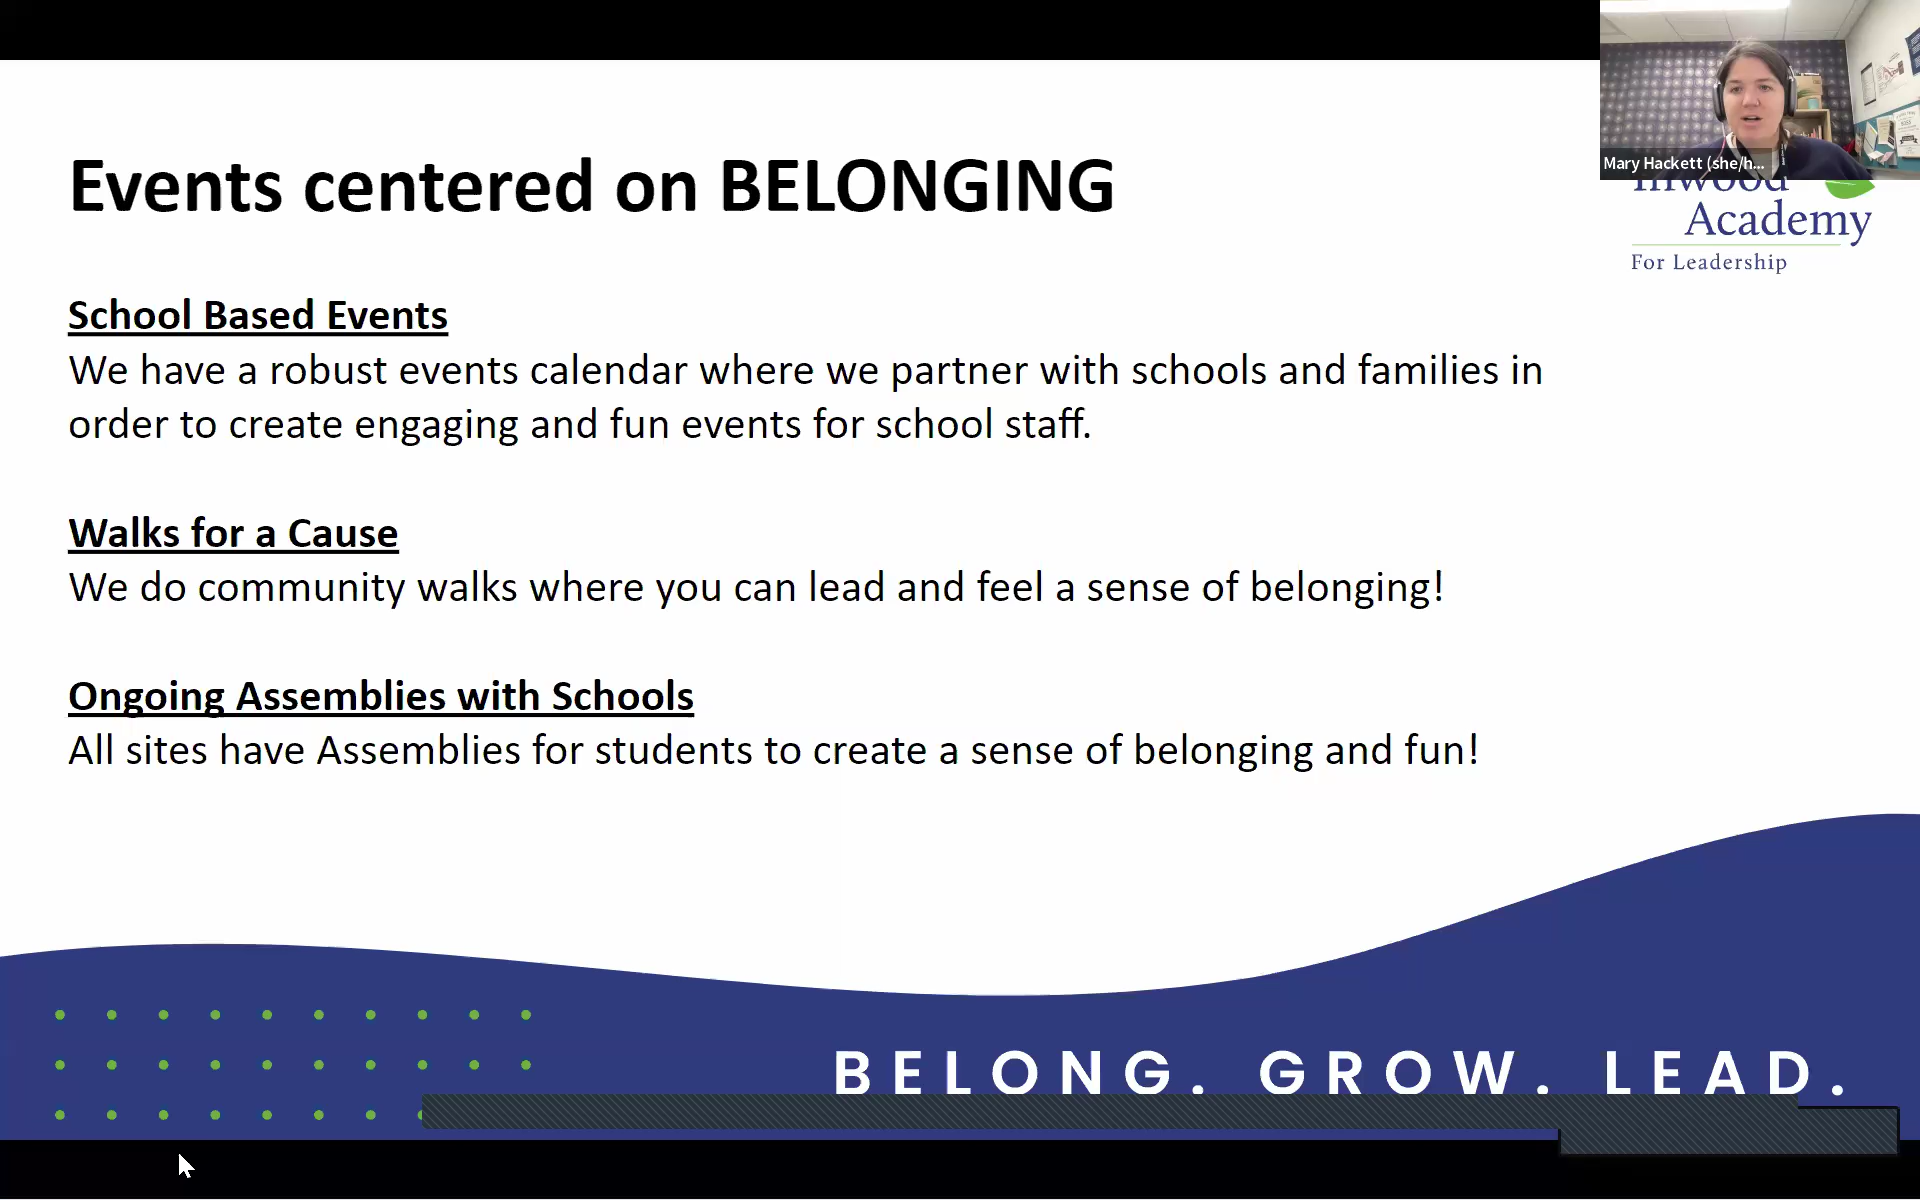 Events centered on BELONGING
Mary Hackett (she/h...
Inwood
Academy
For Leadership
School Based Events
We have a robust events calendar where we partner with schools and families in
order to create engaging and fun events for school staff.
Walks for a Cause
We do community walks where you can lead and feel a sense of belonging!
Ongoing Assemblies with Schools
All sites have Assemblies for students to create a sense of belonging and fun!
BELONG. GROW. LEAD.